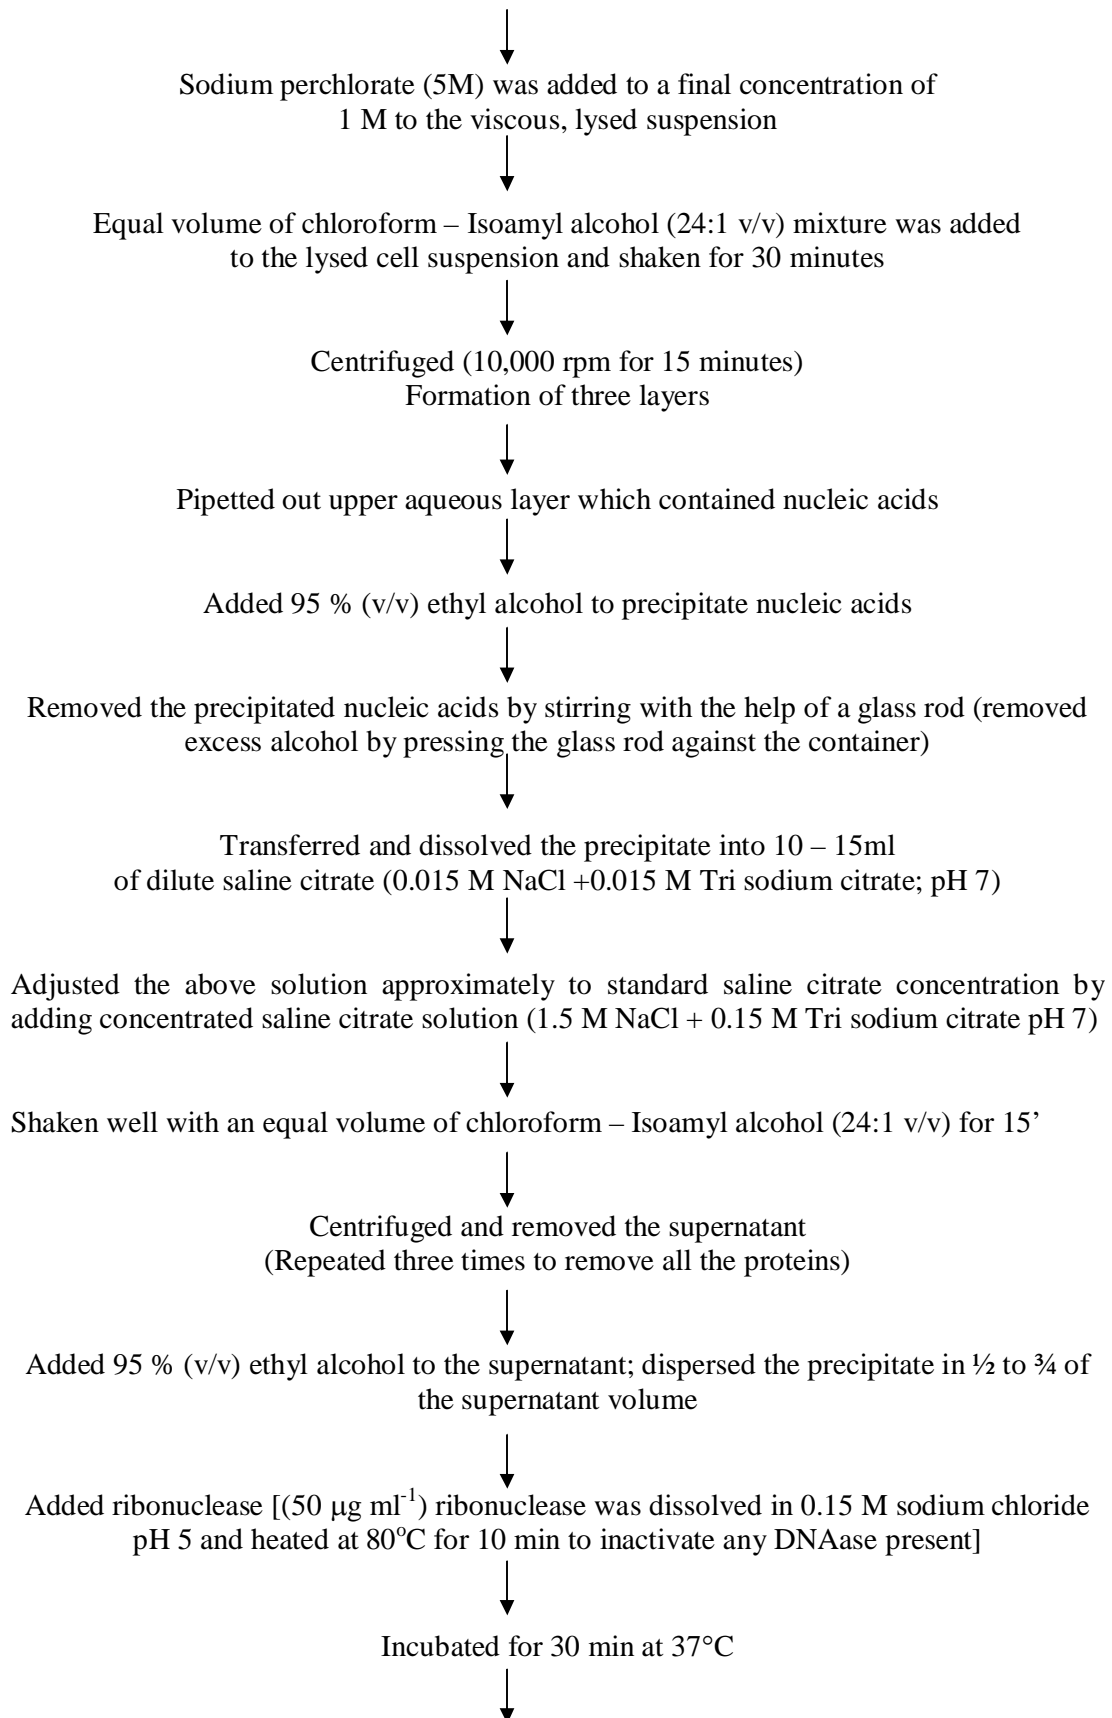 Sodium perchlorate (5M) was added to a final concentration of
1 M to the viscous, lysed suspension
Equal volume of chloroform – Isoamyl alcohol (24:1 v/v) mixture was added
to the lysed cell suspension and shaken for 30 minutes
Centrifuged (10,000 rpm for 15 minutes)
Formation of three layers
Pipetted out upper aqueous layer which contained nucleic acids
Added 95 % (v/v) ethyl alcohol to precipitate nucleic acids
Removed the precipitated nucleic acids by stirring with the help of a glass rod (removed
excess alcohol by pressing the glass rod against the container)
Transferred and dissolved the precipitate into 10 – 15ml
of dilute saline citrate (0.015 M NaCl +0.015 M Tri sodium citrate; pH 7)
Adjusted the above solution approximately to standard saline citrate concentration by
adding concentrated saline citrate solution (1.5 M NaCl + 0.15 M Tri sodium citrate pH 7)
Shaken well with an equal volume of chloroform – Isoamyl alcohol (24:1 v/v) for 15’
Centrifuged and removed the supernatant
(Repeated three times to remove all the proteins)
Added 95 % (v/v) ethyl alcohol to the supernatant; dispersed the precipitate in ½ to ¾ of
the supernatant volume
Added ribonuclease [(50 µg ml⁻¹) ribonuclease was dissolved in 0.15 M sodium chloride
pH 5 and heated at 80°C for 10 min to inactivate any DNAase present]
Incubated for 30 min at 37°C